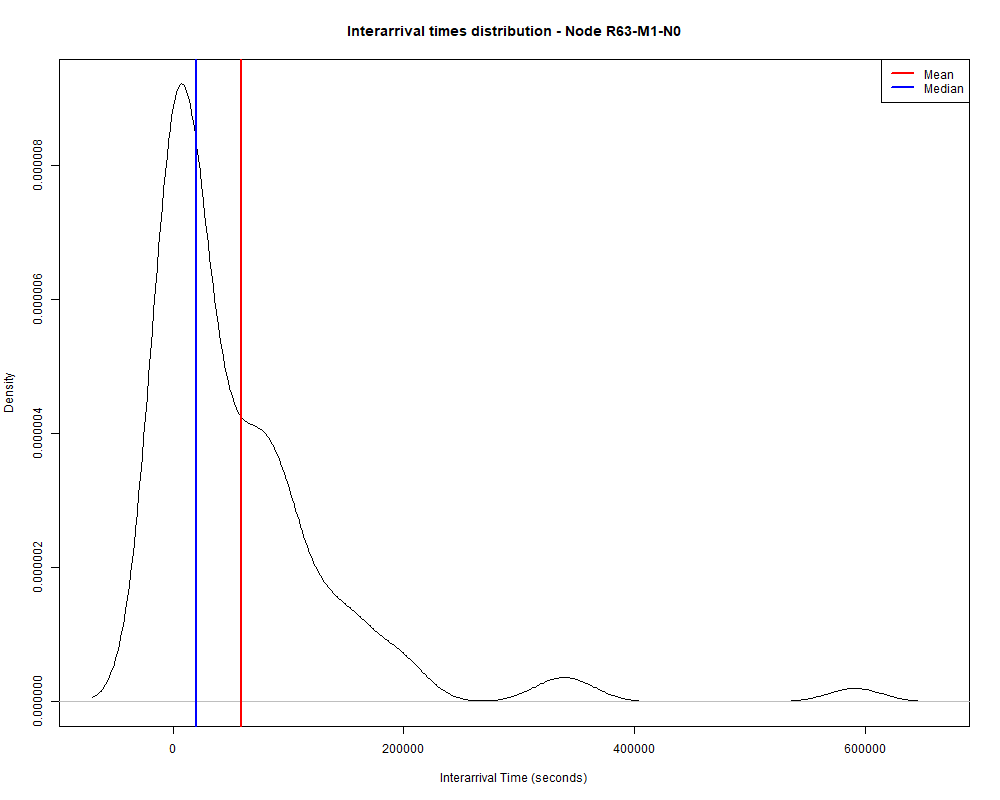 Interarrival times distribution - Node R63-M1-N0
Mean
Median
0.000008
0.000006
0.000004
0.000002
0.000000
Density
0 200000 400000 600000
Interarrival Time (seconds)